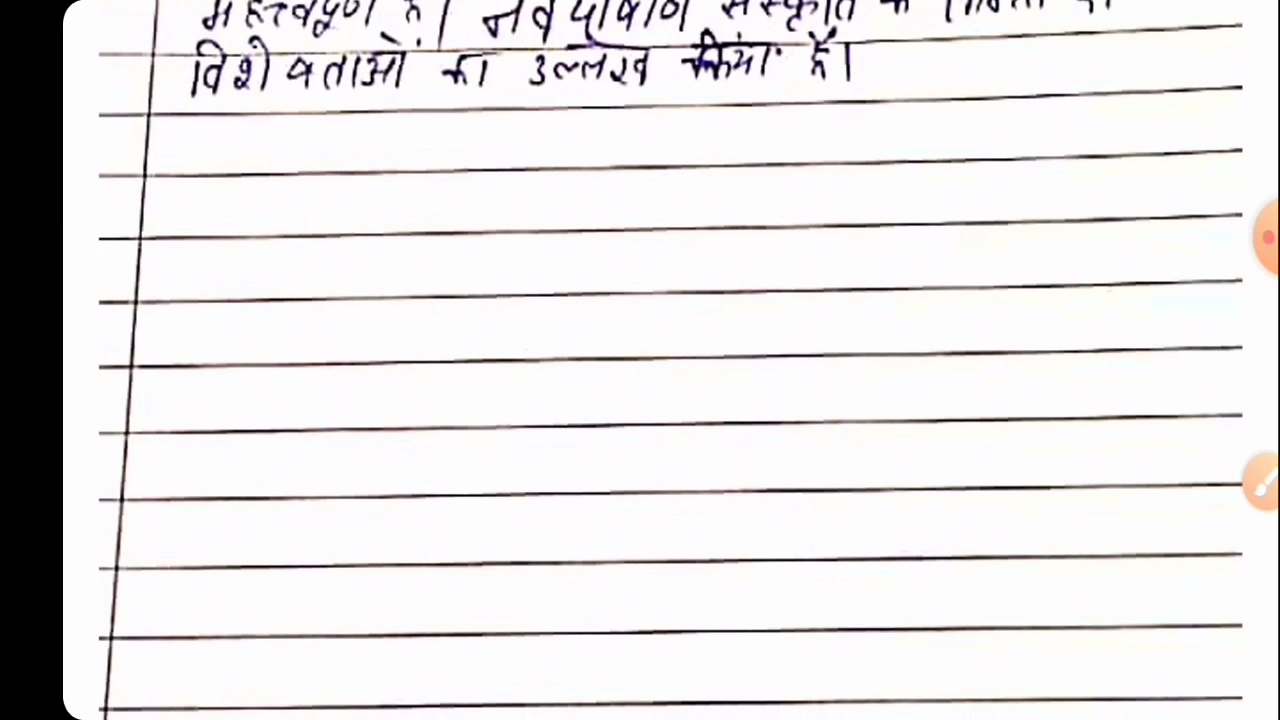 महत्त्वपूर्ण है। नवपाषाण संस्कृति के
विशेषताओं का उल्लेख किया है।